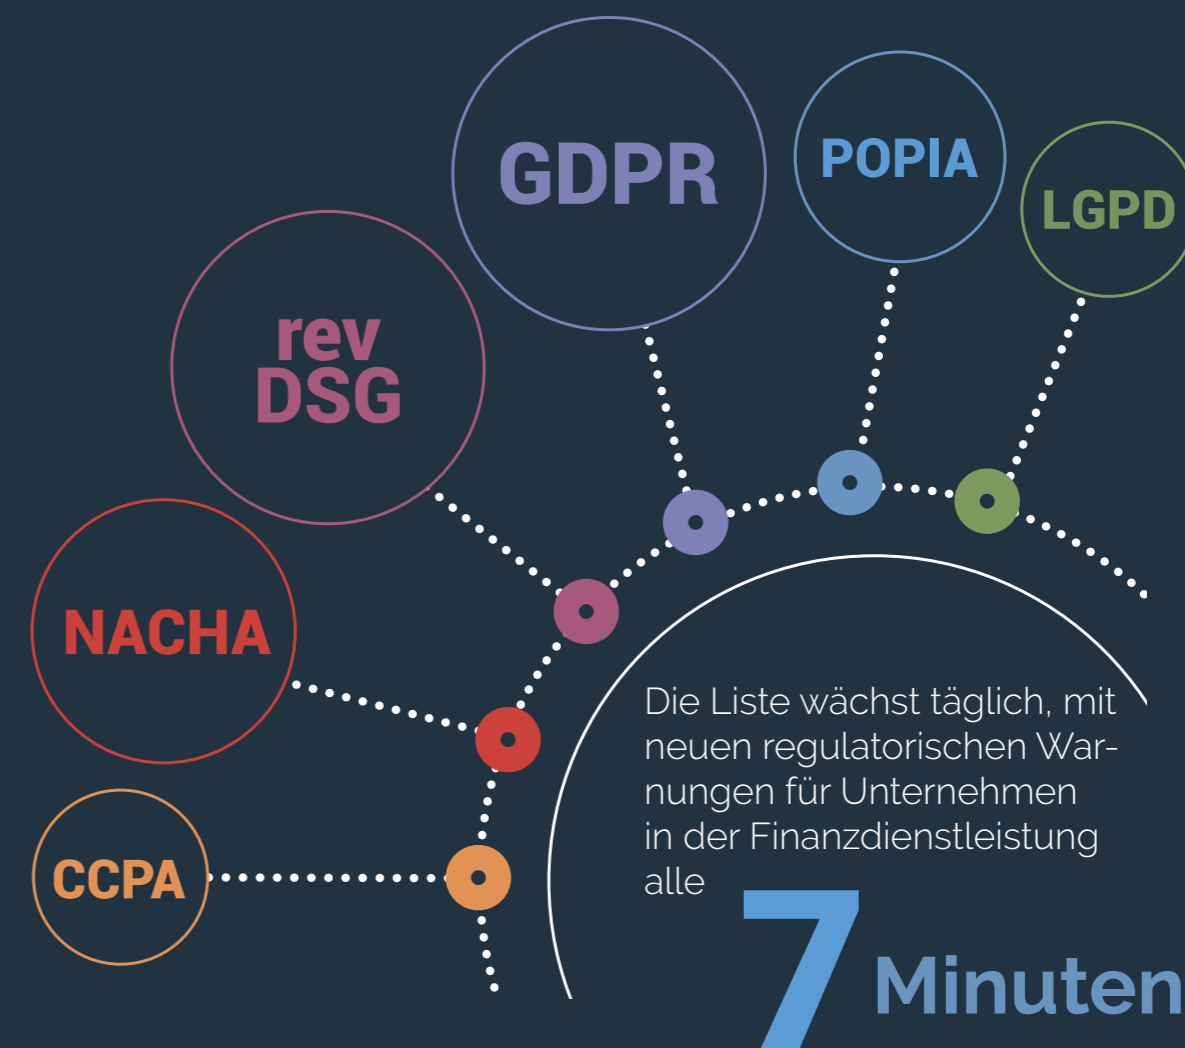 GDPR
POPIA
LGPD
rev
DSG
NACHA
CCPA
Die Liste wächst täglich, mit
neuen regulatorischen War-
nungen für Unternehmen
in der Finanzdienstleistung
alle
7 Minuten